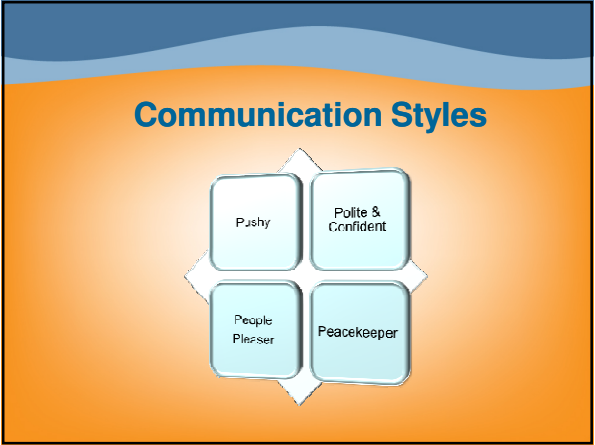 Communication Styles
Pushy
Polite &
Confident
People
Pleaser
Peacekeeper